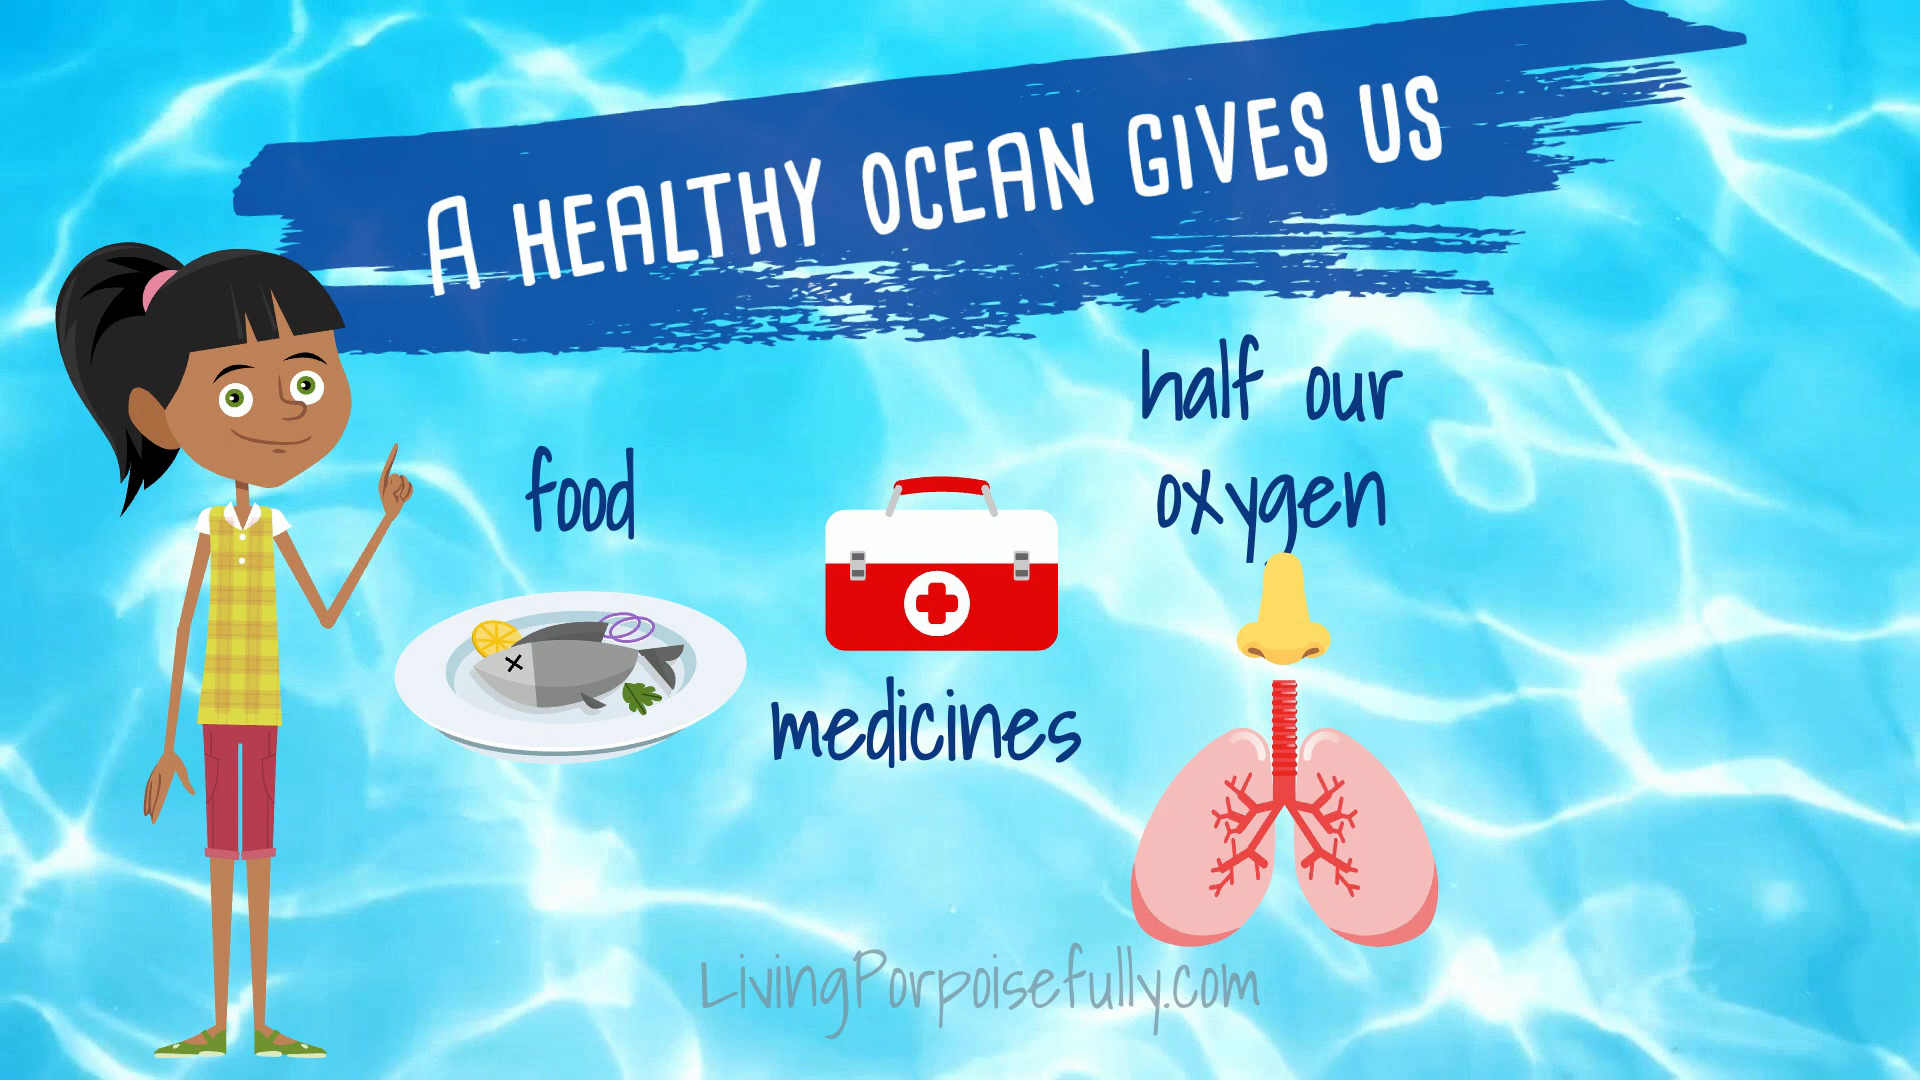 A HEALTHY OCEAN GIVES US
food
medicines
half our
oxygen
LivingPorpoisefully.com